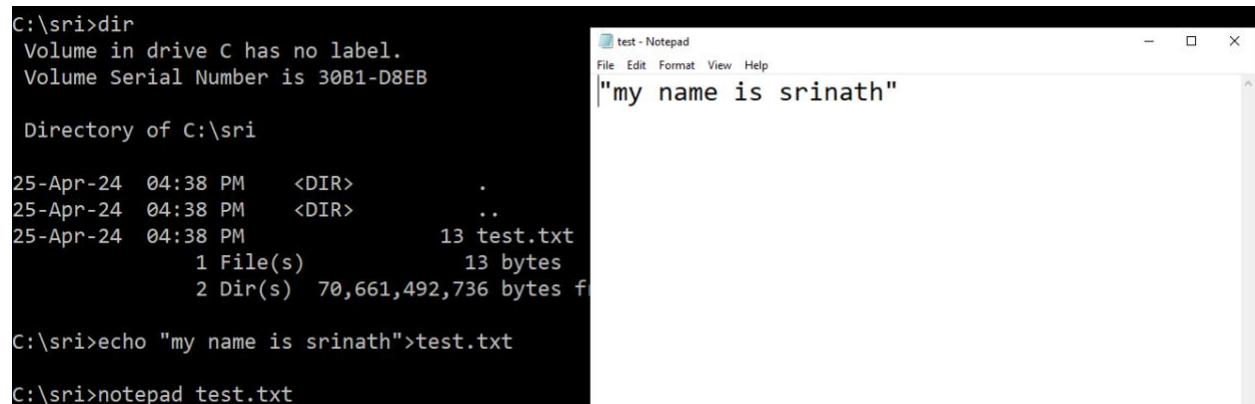 C:\sri>dir
 Volume in drive C has no label.
 Volume Serial Number is 30B1-D8EB

 Directory of C:\sri

25-Apr-24  04:38 PM    <DIR>          .
25-Apr-24  04:38 PM    <DIR>          ..
25-Apr-24  04:38 PM                13 test.txt
               1 File(s)             13 bytes
               2 Dir(s)  70,661,492,736 bytes

C:\sri>echo "my name is srinath">test.txt

C:\sri>notepad test.txt
test - Notepad
File Edit Format View Help
"my name is srinath"